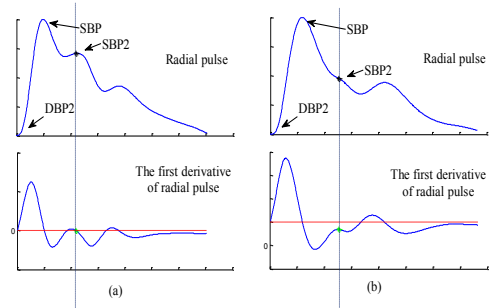 SBP
SBP2
Radial pulse
DBP2
The first derivative
of radial pulse
0
(a)
SBP
Radial pulse
SBP2
DBP2
The first derivative
of radial pulse
0
(b)